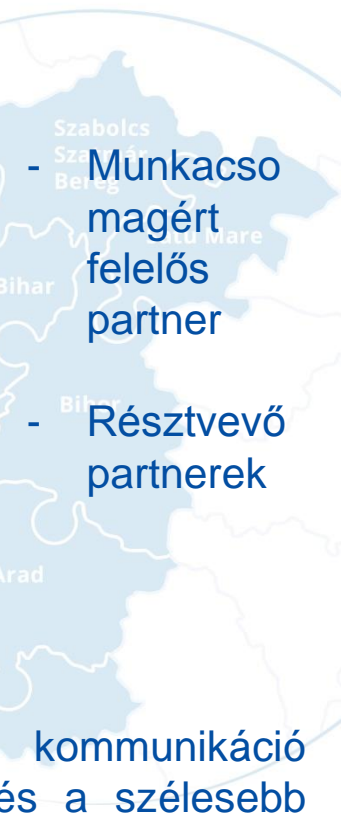 Szabolcs
Szatmár
Bereg
- Munkacso
magért
felelős
partner
Satu Mare
Bihar
Bihor
- Résztvevő
partnerek
Arad
kommunikáció
és a szélesebb